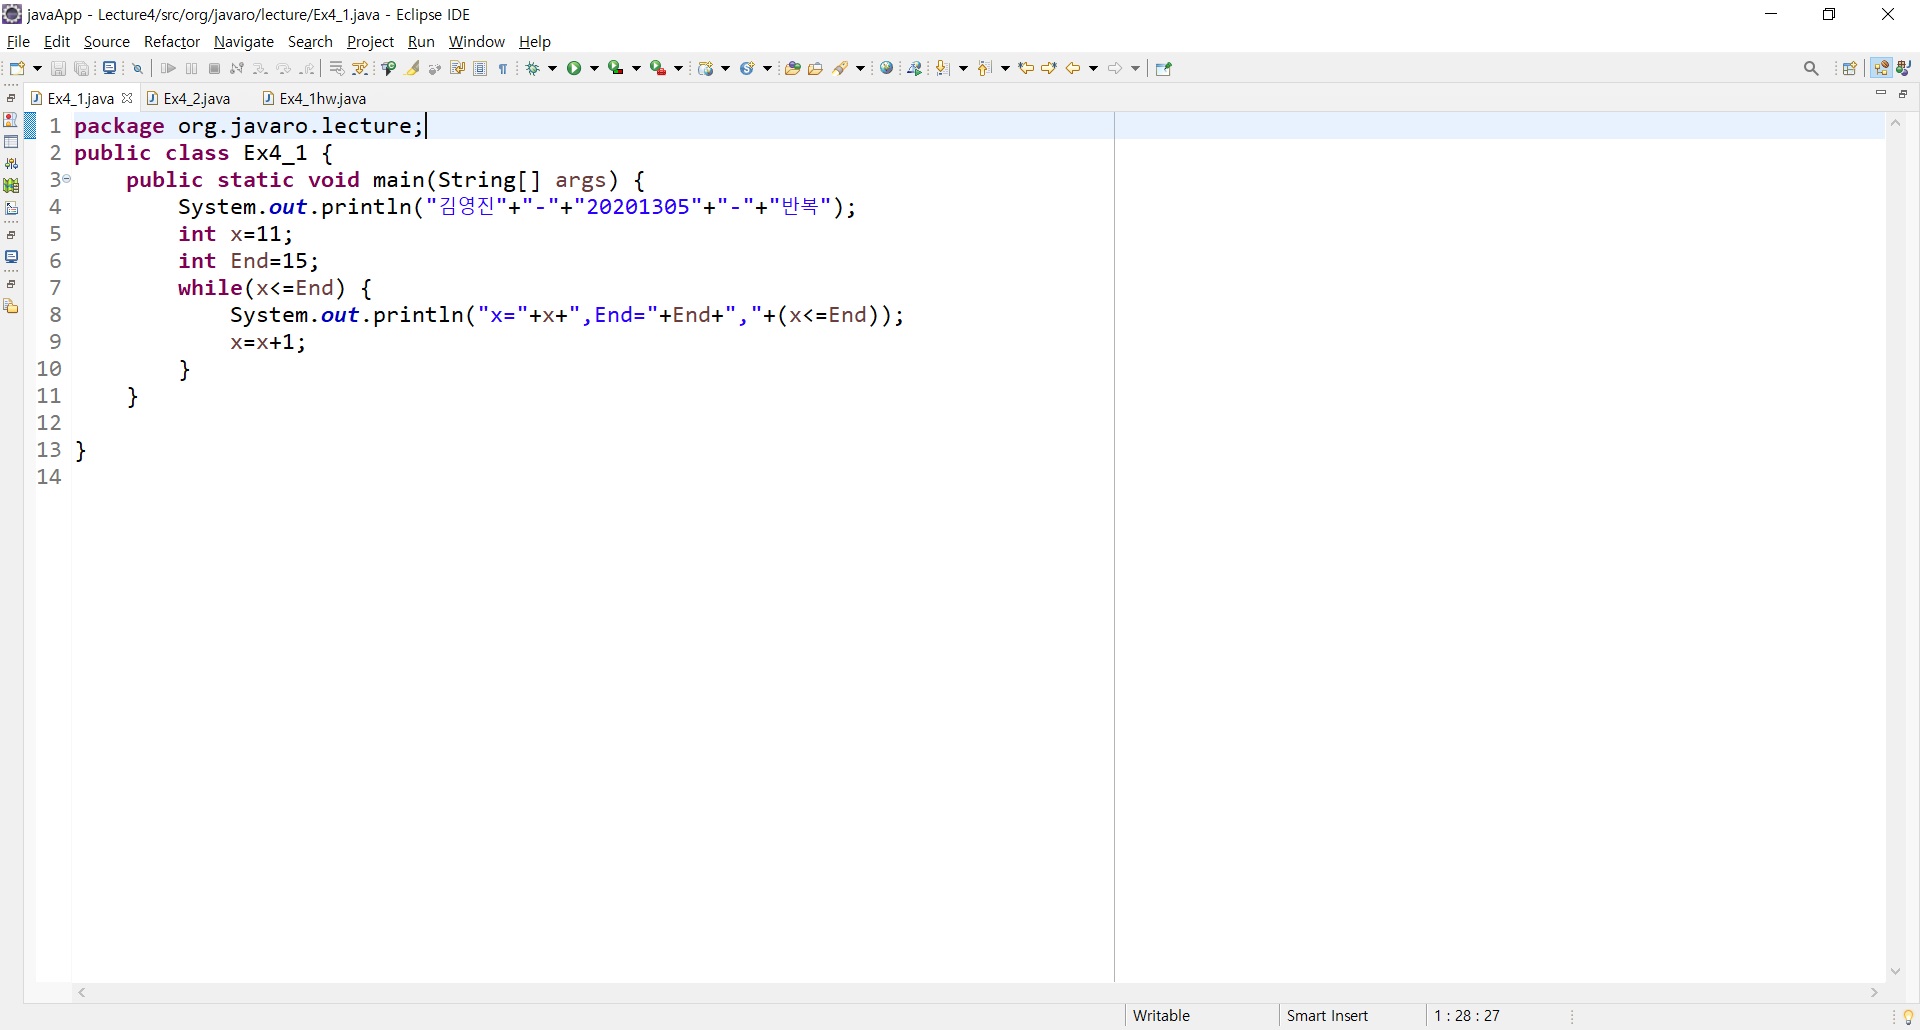 javaApp - Lecture4/src/org/javaro/lecture/Ex4_1.java - Eclipse IDE
File Edit Source Refactor Navigate Search Project Run Window Help
Ex4_1.java Ex4_2.java Ex4_1hw.java
1 package org.javaro.lecture;
2 public class Ex4_1 {
3 public static void main(String[] args) {
4 System.out.println("김영진"+"-"+"20201305"+"-"+"반복");
5 int x=11;
6 int End=15;
7 while(x<=End) {
8 System.out.println("x="+x+",End="+End+","+(x<=End));
9 x=x+1;
10 }
11 }
12
13 }
14
Writable Smart Insert 1 : 28 : 27